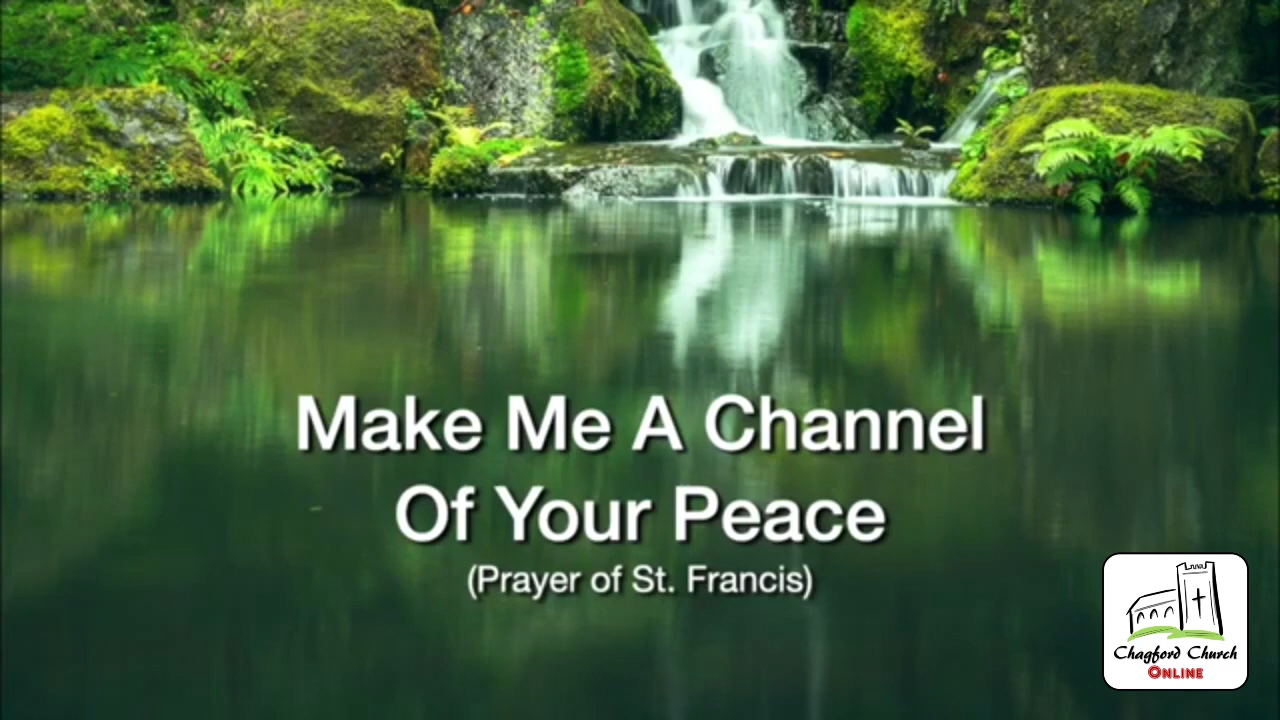 Make Me A Channel
Of Your Peace
(Prayer of St. Francis)
Chagford Church
ONLINE